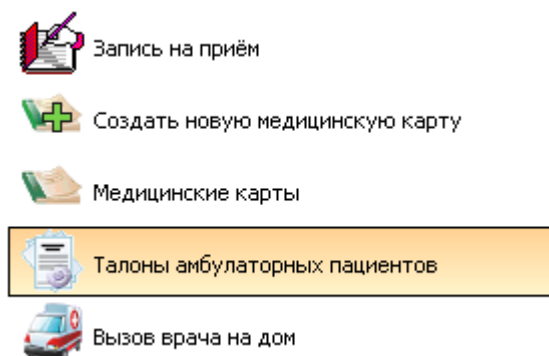 Запись на приём
Создать новую медицинскую карту
Медицинские карты
Талоны амбулаторных пациентов
Вызов врача на дом